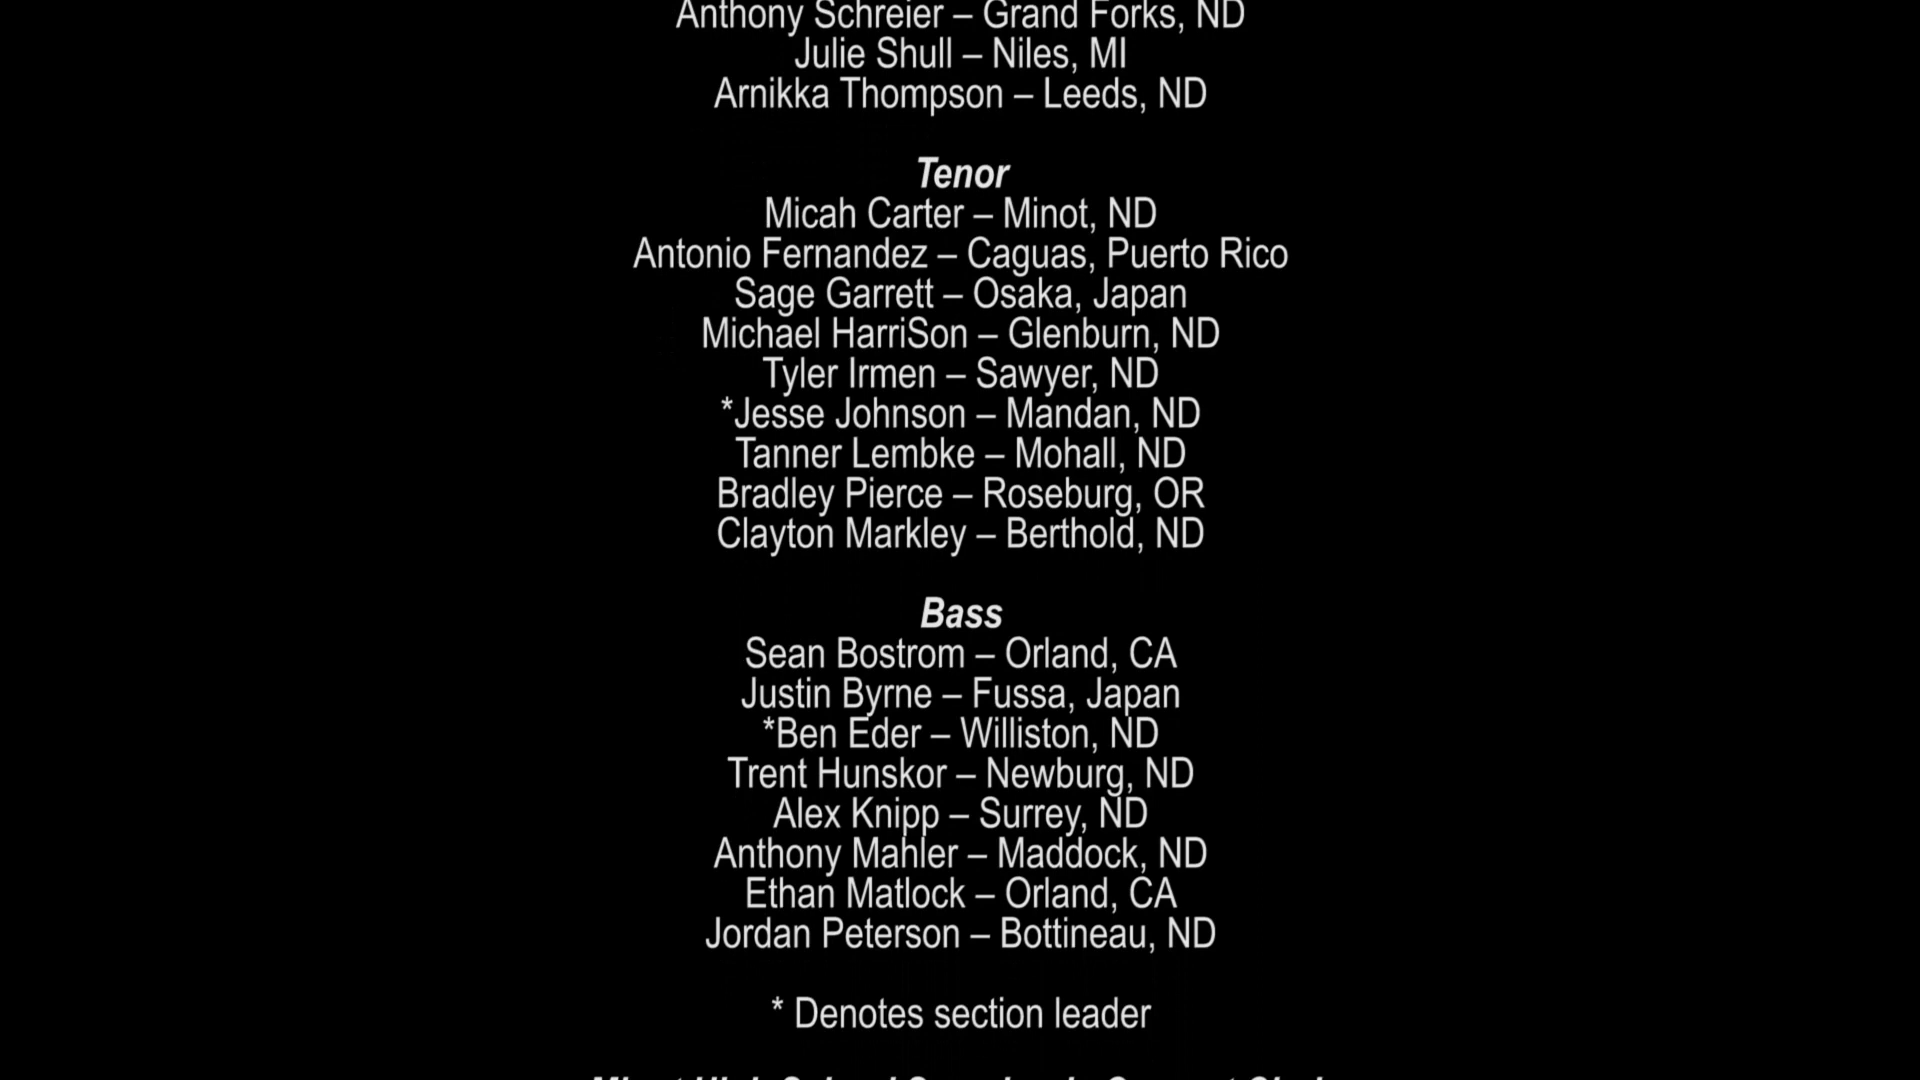 Anthony Schreier – Grand Forks, ND
Julie Shull – Niles, MI
Arnikka Thompson – Leeds, ND
Tenor
Micah Carter – Minot, ND
Antonio Fernandez – Caguas, Puerto Rico
Sage Garrett – Osaka, Japan
Michael HarriSon – Glenburn, ND
Tyler Irmen – Sawyer, ND
*Jesse Johnson – Mandan, ND
Tanner Lembke – Mohall, ND
Bradley Pierce – Roseburg, OR
Clayton Markley – Berthold, ND
Bass
Sean Bostrom – Orland, CA
Justin Byrne – Fussa, Japan
*Ben Eder – Williston, ND
Trent Hunskor – Newburg, ND
Alex Knipp – Surrey, ND
Anthony Mahler – Maddock, ND
Ethan Matlock – Orland, CA
Jordan Peterson – Bottineau, ND
* Denotes section leader